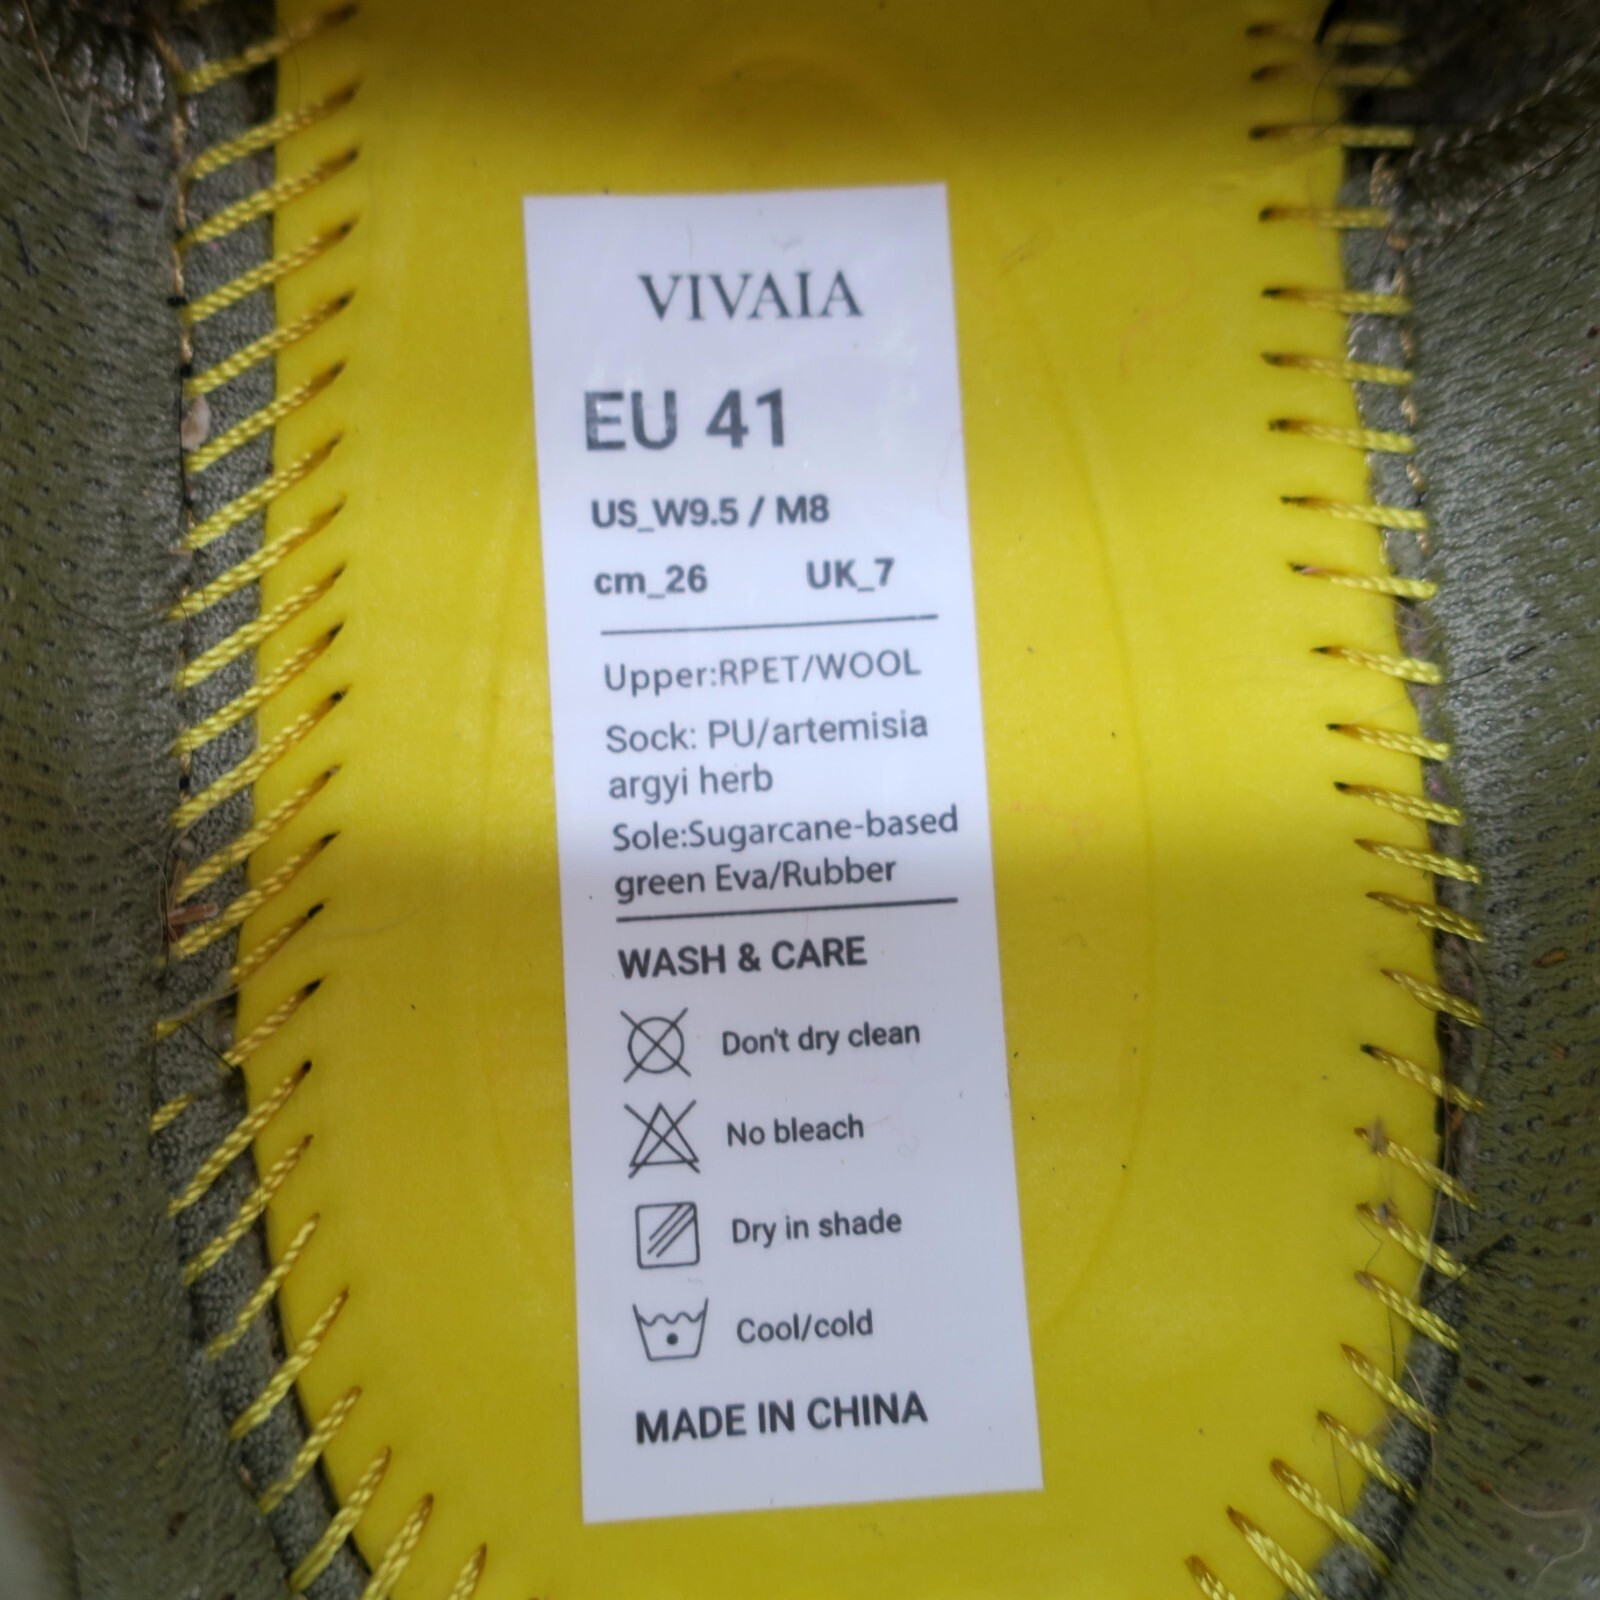 VIVAIA
EU 41
US_W9.5 / M8
cm_26 UK_7
Upper:RPET/WOOL
Sock: PU/artemisia
argyi herb
Sole:Sugarcane-based
green Eva/Rubber
WASH & CARE
Don't dry clean
No bleach
Dry in shade
Cool/cold
MADE IN CHINA